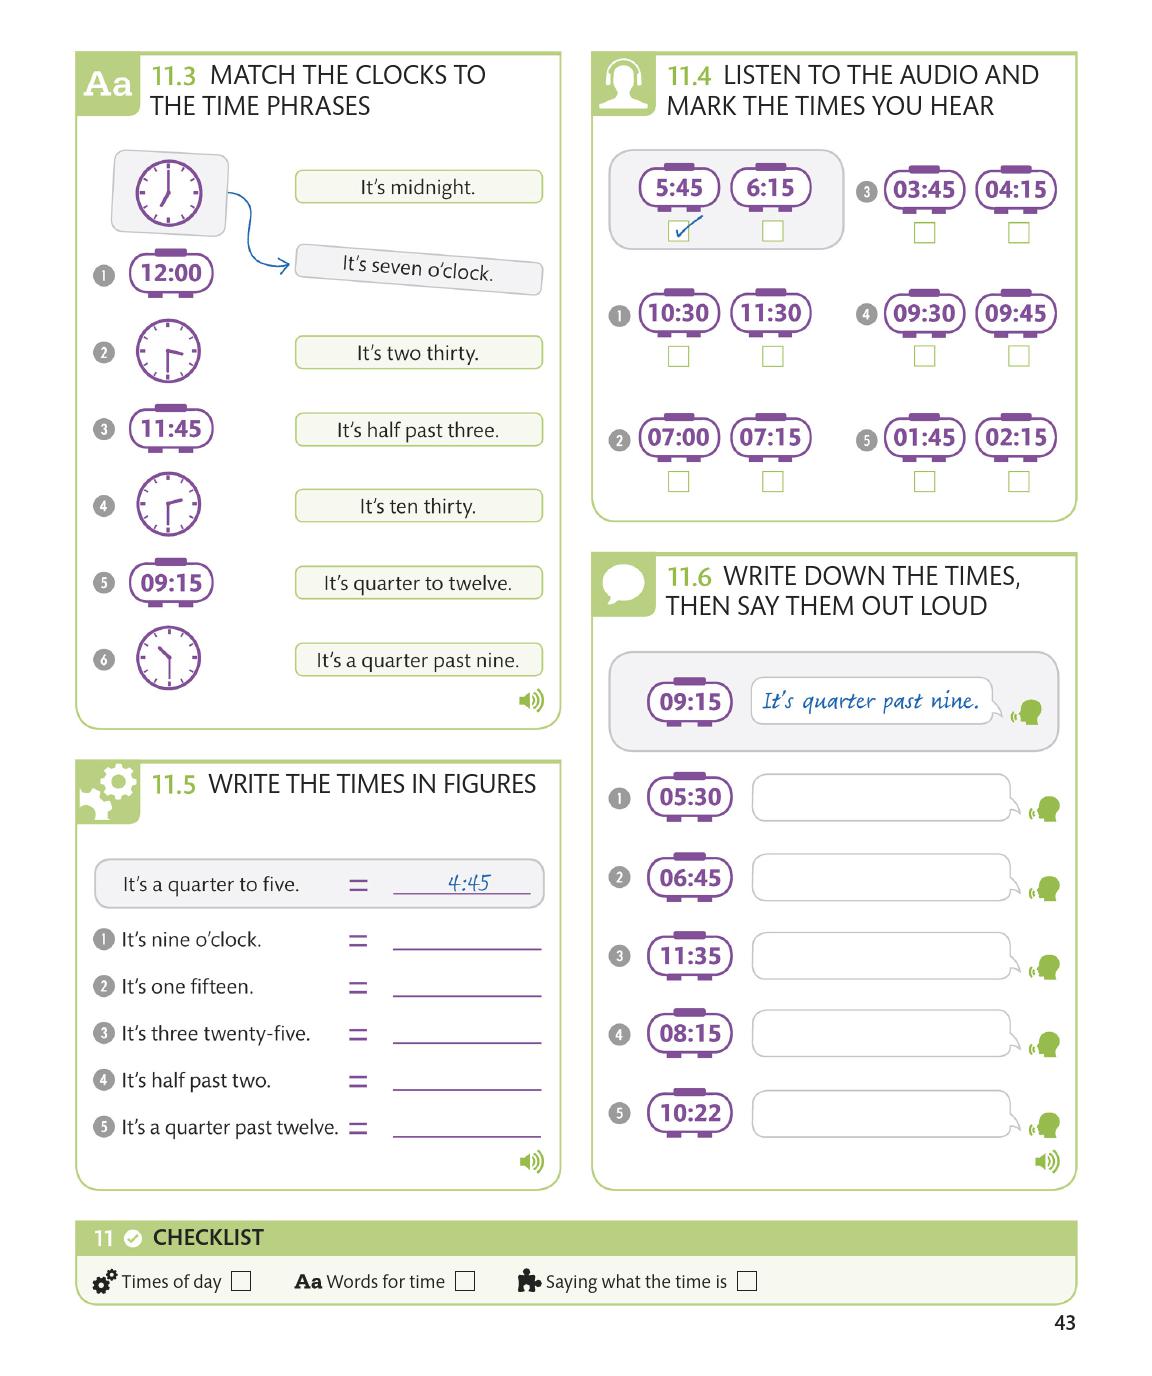 Aa 11.3 MATCH THE CLOCKS TO
THE TIME PHRASES
It's midnight.
It's seven o'clock.
1 12:00
2
It's two thirty.
3 11:45
It's half past three.
4
It's ten thirty.
5 09:15
It's quarter to twelve.
6
It's a quarter past nine.
11.4 LISTEN TO THE AUDIO AND
MARK THE TIMES YOU HEAR
5:45 6:15
3 03:45 04:15
1 10:30 11:30
4 09:30 09:45
2 07:00 07:15
5 01:45 02:15
11.5 WRITE THE TIMES IN FIGURES
It's a quarter to five. = 4:45
1 It's nine o'clock. =
2 It's one fifteen. =
3 It's three twenty-five. =
4 It's half past two. =
5 It's a quarter past twelve. =
11.6 WRITE DOWN THE TIMES,
THEN SAY THEM OUT LOUD
09:15 It's quarter past nine.
1 05:30
2 06:45
3 11:35
4 08:15
5 10:22
11 CHECKLIST
Times of day Aa Words for time Saying what the time is
43